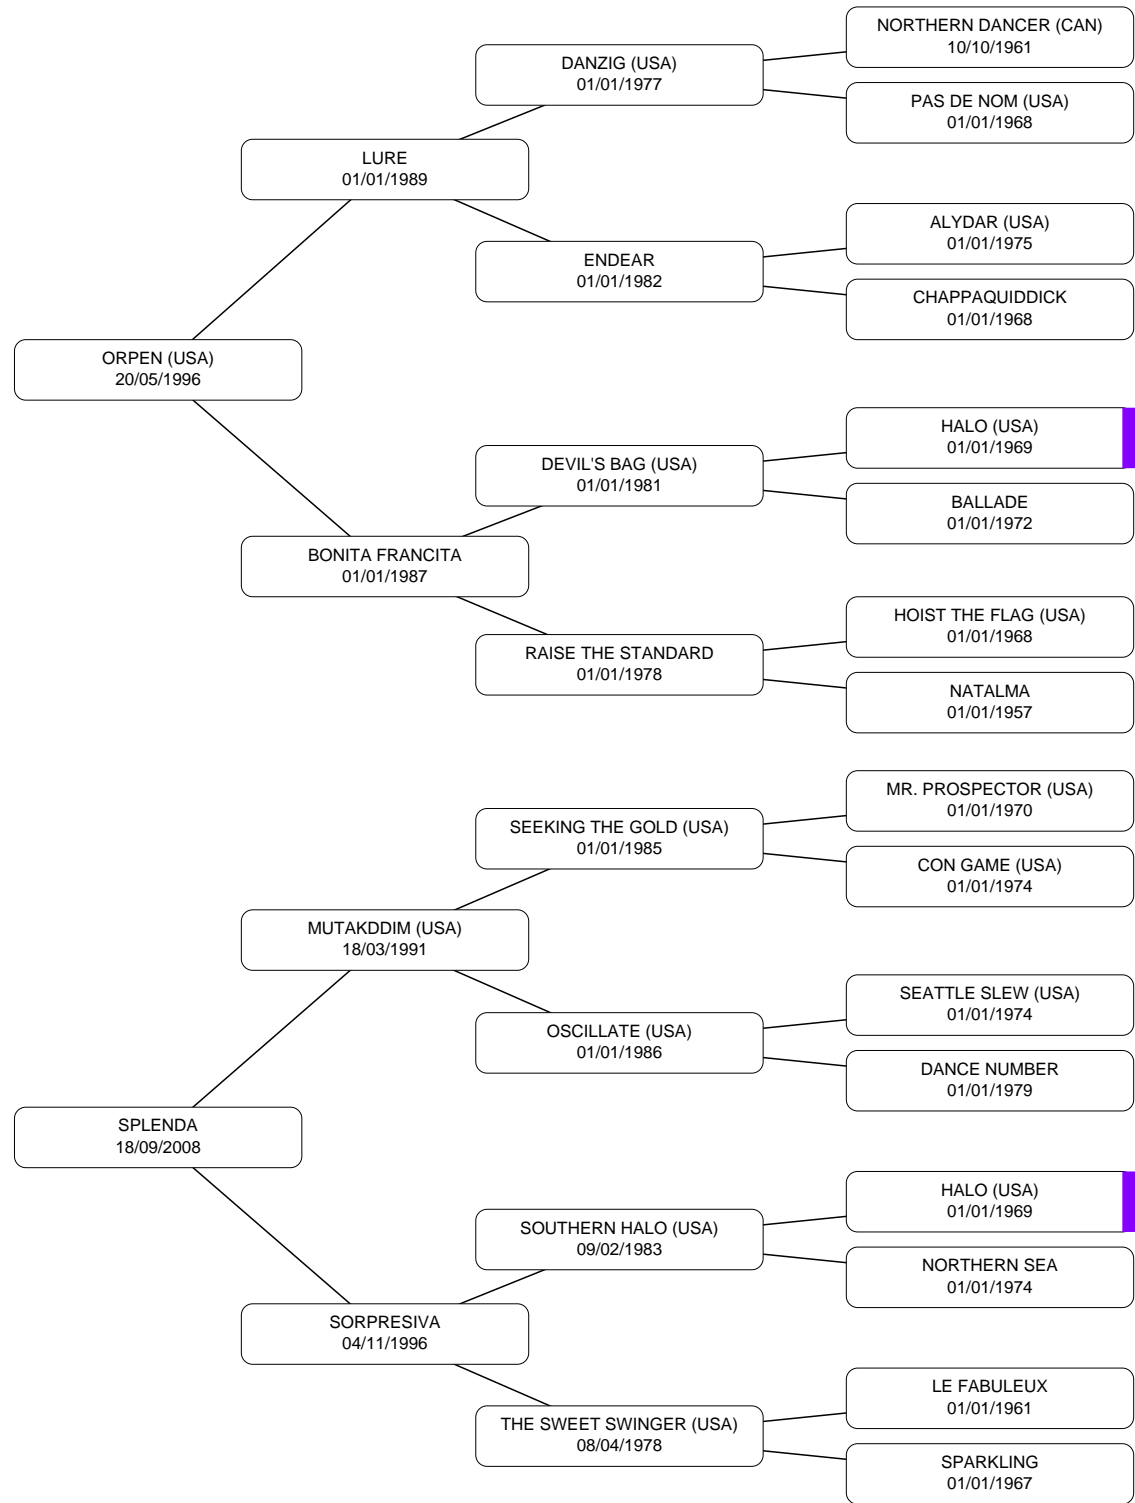 NORTHERN DANCER (CAN)
10/10/1961
DANZIG (USA)
01/01/1977
PAS DE NOM (USA)
01/01/1968
LURE
01/01/1989
ALYDAR (USA)
01/01/1975
ENDEAR
01/01/1982
CHAPPAQUIDDICK
01/01/1968
ORPEN (USA)
20/05/1996
HALO (USA)
01/01/1969
DEVIL'S BAG (USA)
01/01/1981
BALLADE
01/01/1972
BONITA FRANCITA
01/01/1987
HOIST THE FLAG (USA)
01/01/1968
RAISE THE STANDARD
01/01/1978
NATALMA
01/01/1957
MR. PROSPECTOR (USA)
01/01/1970
SEEKING THE GOLD (USA)
01/01/1985
CON GAME (USA)
01/01/1974
MUTAKDDIM (USA)
18/03/1991
SEATTLE SLEW (USA)
01/01/1974
OSCILLATE (USA)
01/01/1986
DANCE NUMBER
01/01/1979
SPLENDA
18/09/2008
HALO (USA)
01/01/1969
SOUTHERN HALO (USA)
09/02/1983
NORTHERN SEA
01/01/1974
SORPRESIVA
04/11/1996
LE FABULEUX
01/01/1961
THE SWEET SWINGER (USA)
08/04/1978
SPARKLING
01/01/1967